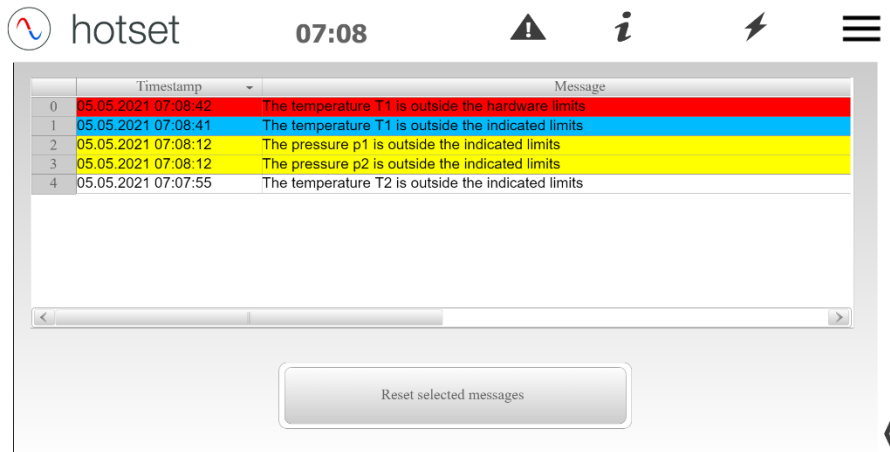 hotset
07:08
Timestamp Message
0 05.05.2021 07:08:42 The temperature T1 is outside the hardware limits
1 05.05.2021 07:08:41 The temperature T1 is outside the indicated limits
2 05.05.2021 07:08:12 The pressure p1 is outside the indicated limits
3 05.05.2021 07:08:12 The pressure p2 is outside the indicated limits
4 05.05.2021 07:07:55 The temperature T2 is outside the indicated limits
Reset selected messages